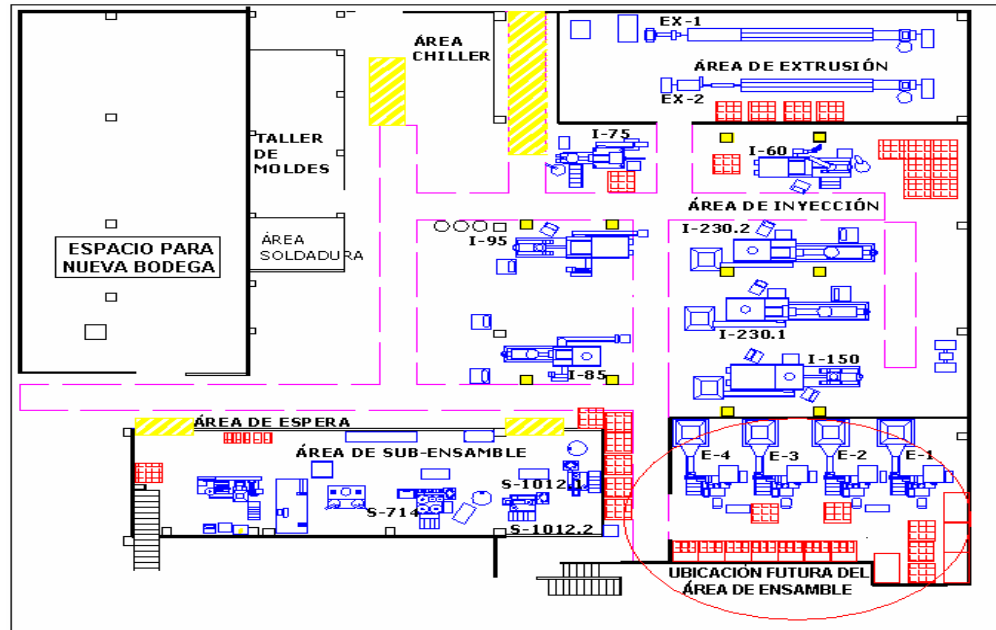 EX-1
ÁREA DE EXTRUSIÓN
EX-2
ÁREA
CHILLER
I-75
I-60
TALLER
DE
MOLDES
ÁREA DE INYECCIÓN
I-230.2
I-95
ÁREA
SOLDADURA
ESPACIO PARA
NUEVA BODEGA
I-230.1
I-150
I-85
ÁREA DE ESPERA
ÁREA DE SUB-ENSAMBLE
E-4
E-3
E-2
E-1
S-1012.1
S-714
S-1012.2
UBICACIÓN FUTURA DEL
ÁREA DE ENSAMBLE